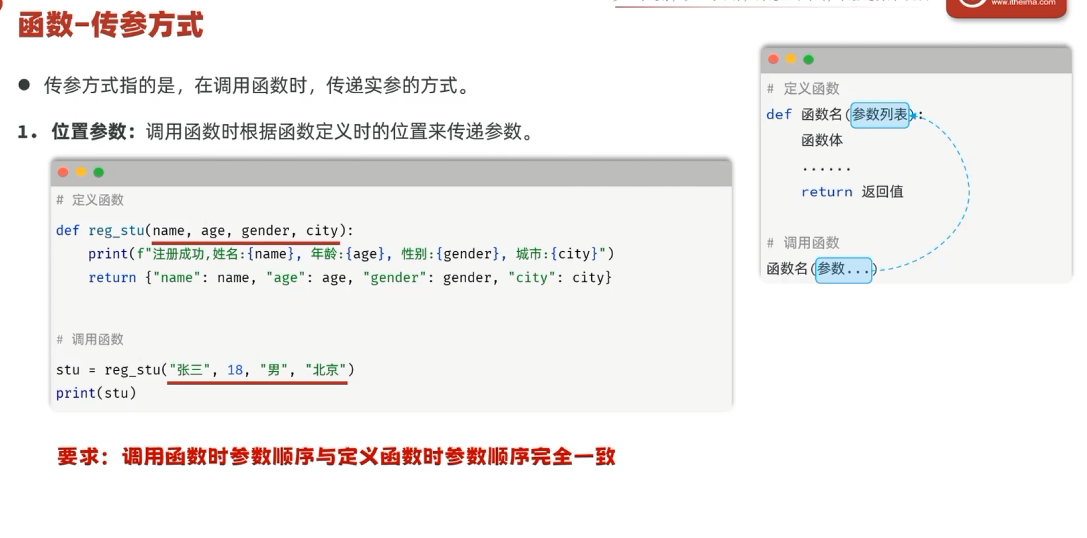 函数-传参方式
www.itheima.com
● 传参方式指的是，在调用函数时，传递实参的方式。
1. 位置参数：调用函数时根据函数定义时的位置来传递参数。
# 定义函数
def reg_stu(name, age, gender, city):
    print(f"注册成功,姓名:{name}, 年龄:{age}, 性别:{gender}, 城市:{city}")
    return {"name": name, "age": age, "gender": gender, "city": city}
# 调用函数
stu = reg_stu("张三", 18, "男", "北京")
print(stu)
要求：调用函数时参数顺序与定义函数时参数顺序完全一致
# 定义函数
def 函数名(参数列表):
    函数体
    ......
    return 返回值
# 调用函数
函数名(参数...)